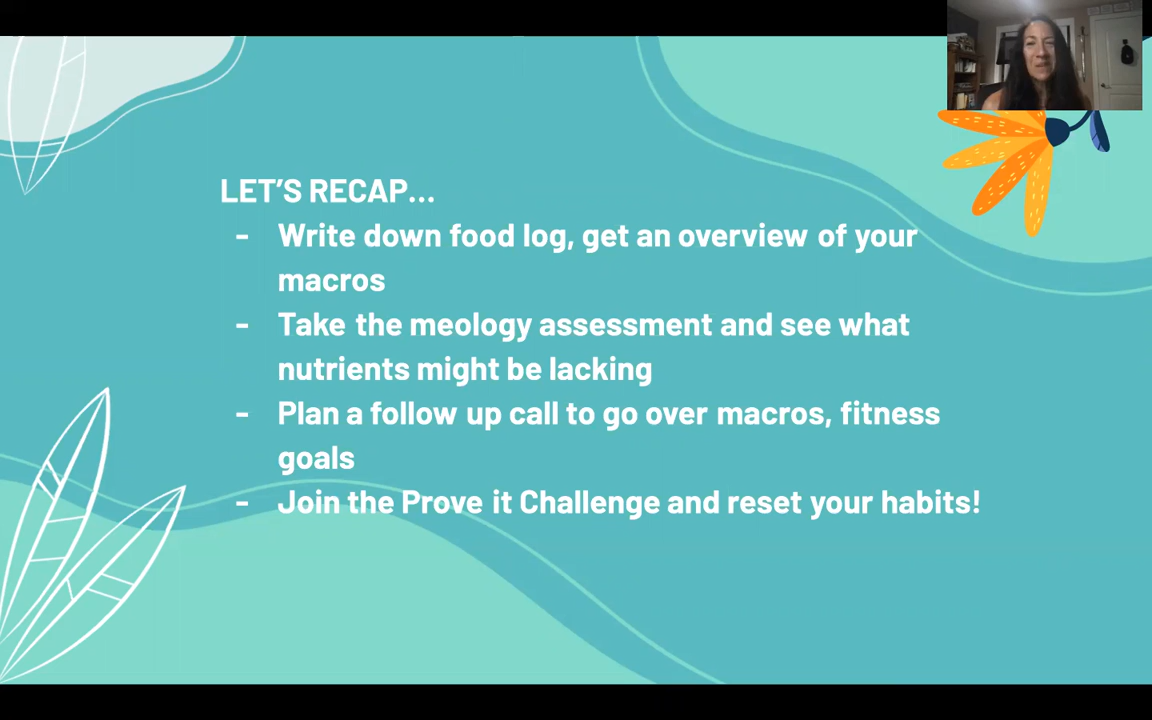 LET'S RECAP...
- Write down food log, get an overview of your
macros
- Take the meology assessment and see what
nutrients might be lacking
- Plan a follow up call to go over macros, fitness
goals
- Join the Prove it Challenge and reset your habits!